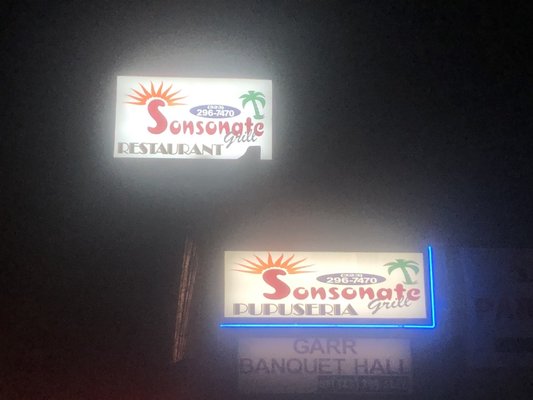 296-7470
Sonsonate
Grill
RESTAURANT
296-7470
Sonsonate
Grill
PUPUSERIA
GARR
BANQUET HALL